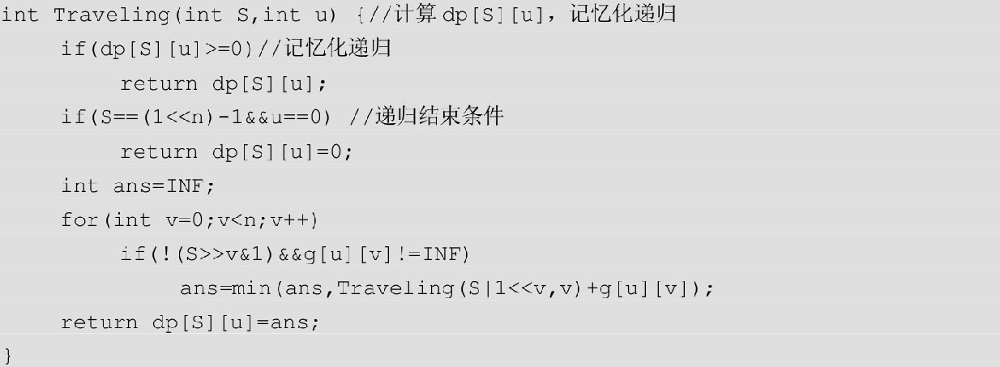 int Traveling(int S,int u) {//计算dp[S][u]，记忆化递归
if(dp[S][u]>=0)//记忆化递归
return dp[S][u];
if(S==(1<<n)-1&&u==0) //递归结束条件
return dp[S][u]=0;
int ans=INF;
for(int v=0;v<n;v++)
if(!(S>>v&1)&&g[u][v]!=INF)
ans=min(ans,Traveling(S|1<<v,v)+g[u][v]);
return dp[S][u]=ans;
}